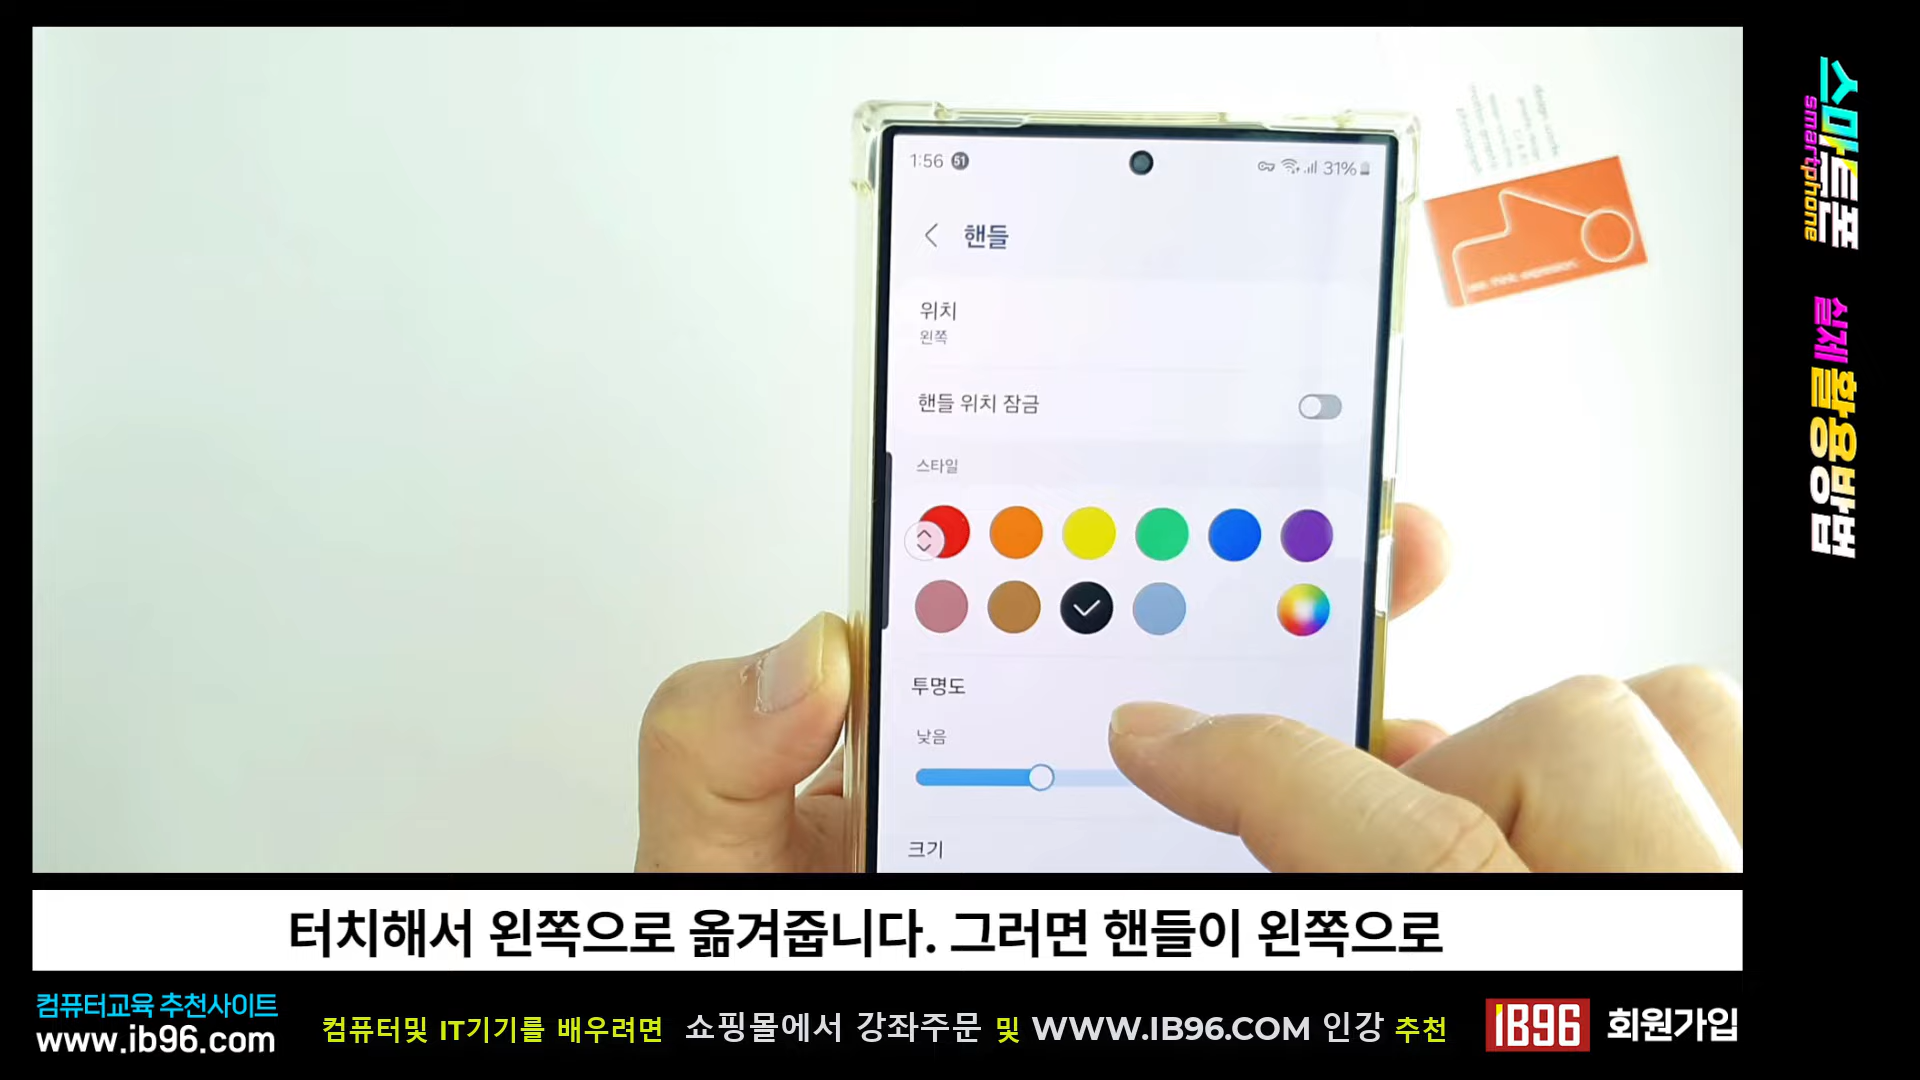 1:56 51 31%
핸들
위치
왼쪽
핸들 위치 잠금
스타일
투명도
낮음
크기
스마트폰
smartphone
실제 활용방법
터치해서 왼쪽으로 옮겨줍니다. 그러면 핸들이 왼쪽으로
컴퓨터교육 추천사이트
www.ib96.com
컴퓨터및 IT기기를 배우려면 쇼핑몰에서 강좌주문 및 WWW.IB96.COM 인강 추천
IB96 회원가입